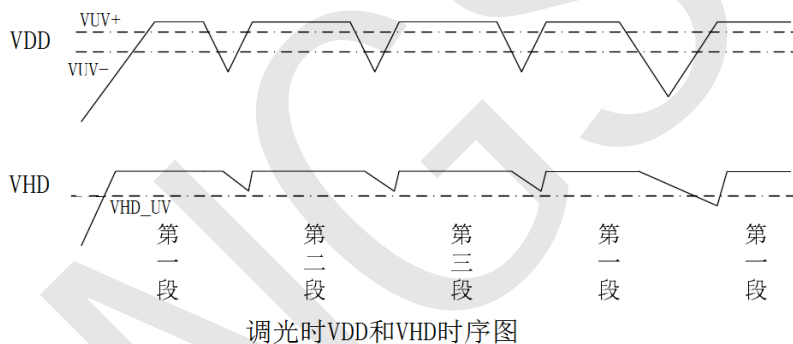 VUV+
VDD
VUV-
VHD
VHD_UV
第一段
第二段
第三段
第一段
第一段
调光时VDD和VHD时序图